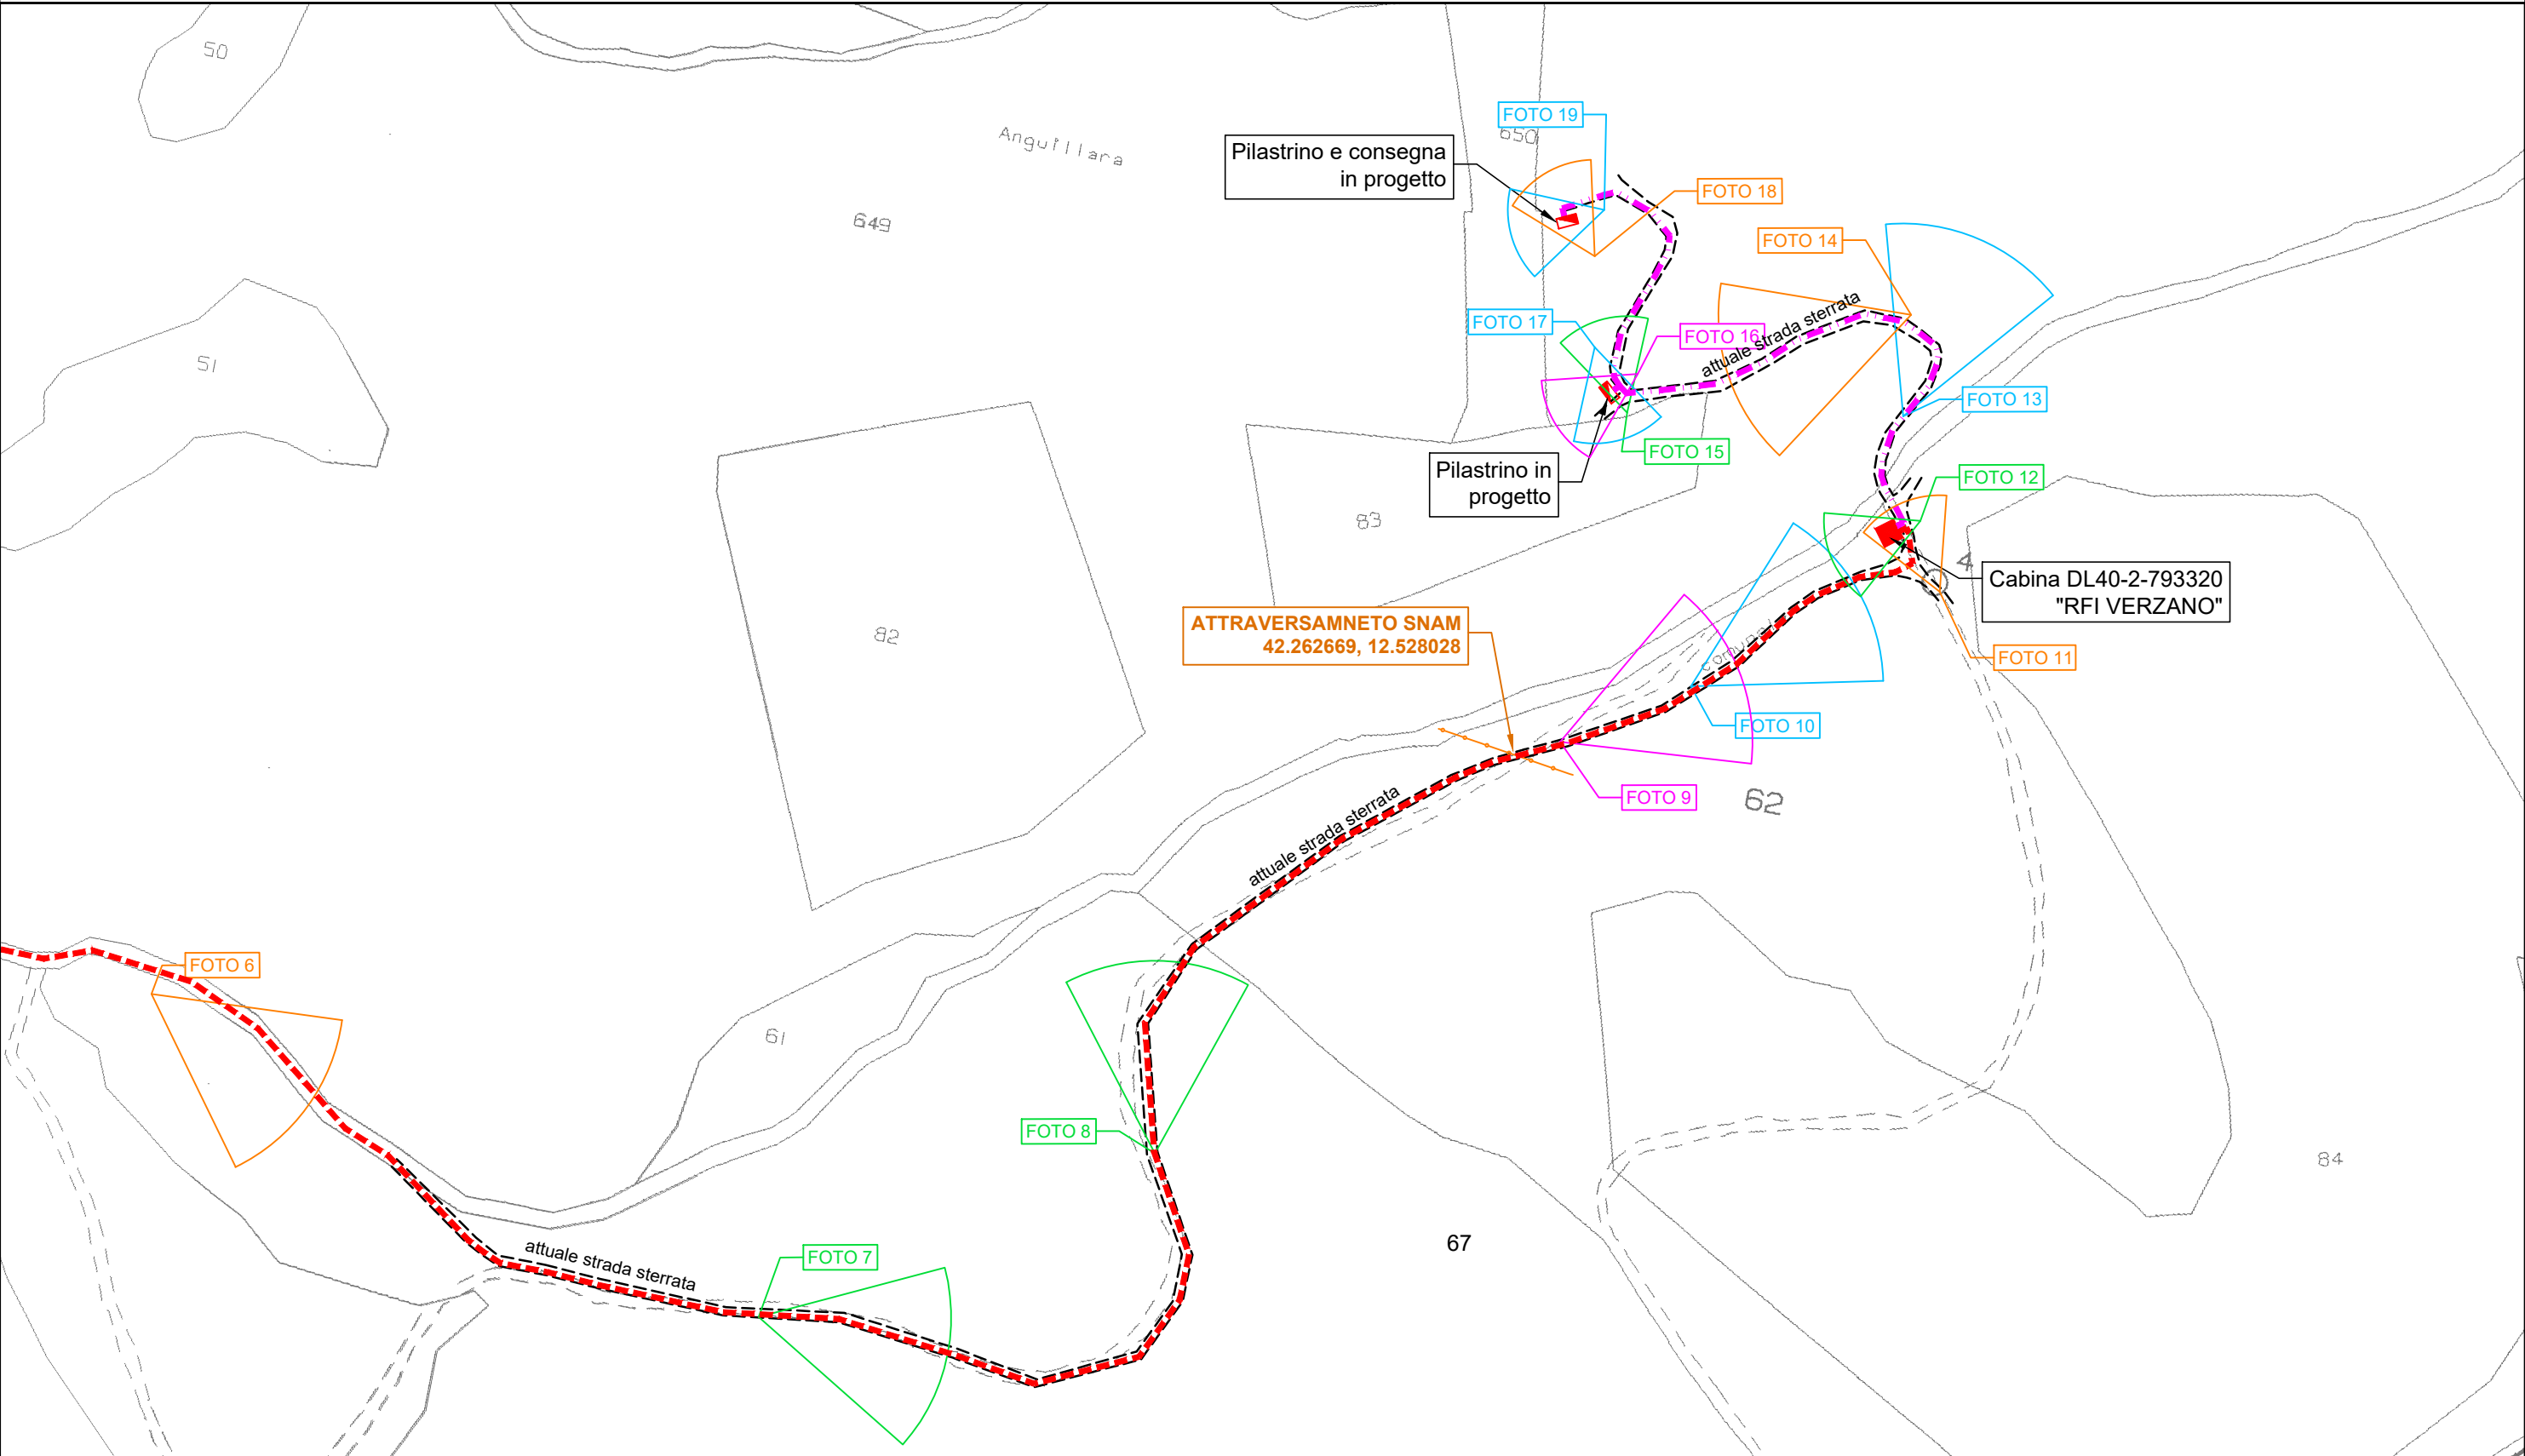 50
FOTO 19
650
Anguillara
Pilastrino e consegna
in progetto
FOTO 18
649
FOTO 14
FOTO 17
FOTO 16
attuale strada sterrata
51
FOTO 13
FOTO 15
Pilastrino in
progetto
FOTO 12
83
4
Cabina DL40-2-793320
"RFI VERZANO"
82
ATTRAVERSAMNETO SNAM
42.262669, 12.528028
FOTO 11
FOTO 10
FOTO 9
62
attuale strada sterrata
FOTO 6
61
FOTO 8
84
67
attuale strada sterrata
FOTO 7